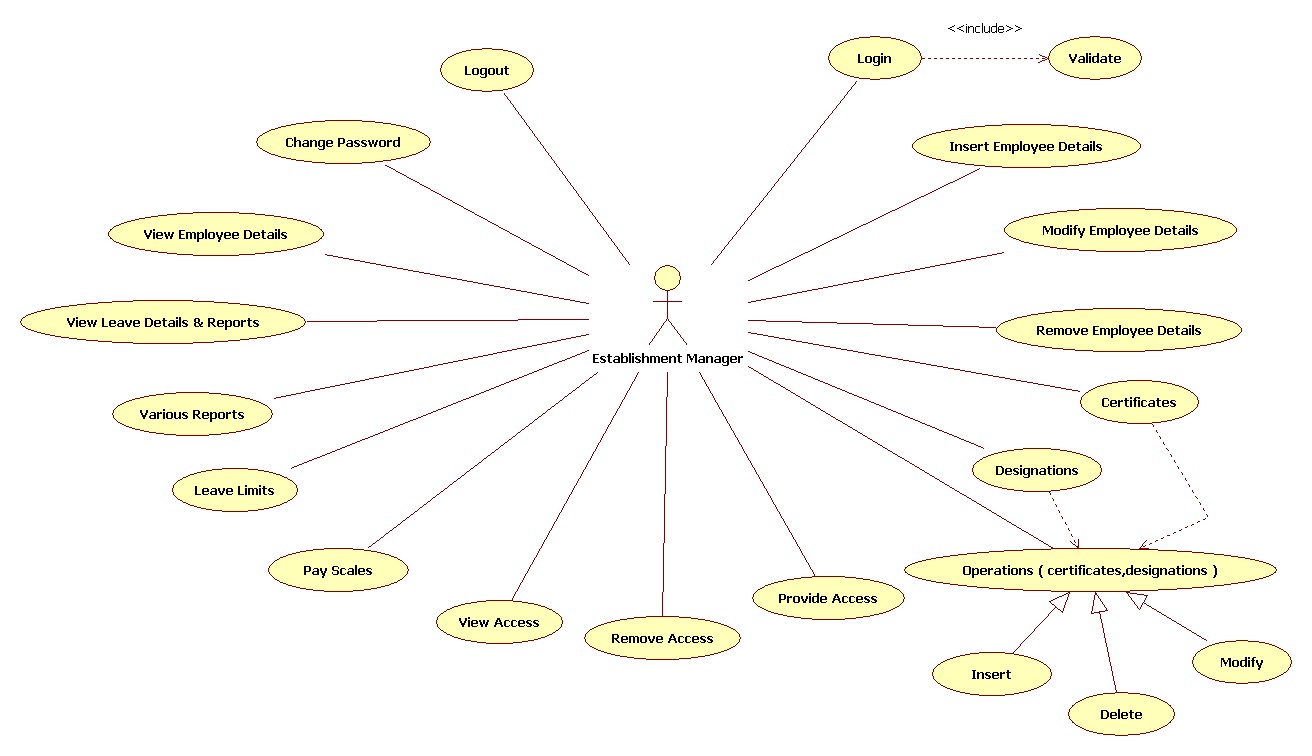 <<include>>
Login
Validate
Logout
Change Password
Insert Employee Details
View Employee Details
Modify Employee Details
View Leave Details & Reports
Remove Employee Details
Establishment Manager
Various Reports
Certificates
Leave Limits
Designations
Pay Scales
Operations ( certificates,designations )
View Access
Remove Access
Provide Access
Insert
Delete
Modify